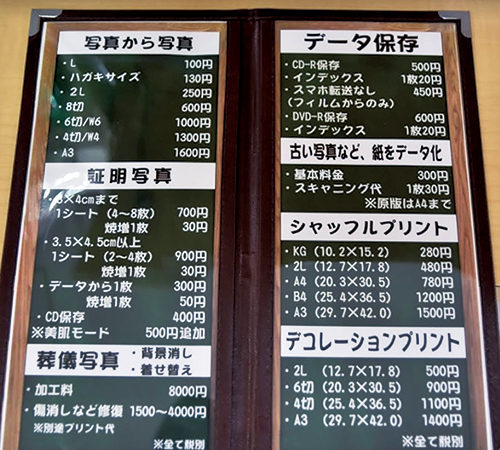 写真から写真
・L 100円
・ハガキサイズ 130円
・2L 250円
・8切 600円
・6切/W6 1000円
・4切/W4 1300円
・A3 1600円
証明写真
・3×4cmまで
1シート(4〜8枚) 700円
焼増1枚 30円
・3.5×4.5cm以上
1シート(2〜4枚) 900円
焼増1枚 30円
・データから1枚 300円
焼増1枚 50円
・CD保存 400円
※美肌モード 500円追加
葬儀写真 ・背景消し
・着せ替え
・加工料 8000円
・傷消しなど修復 1500〜4000円
※別途プリント代
※全て税別
データ保存
・CD-R保存 500円
・インデックス 1枚20円
・スマホ転送なし 450円
(フィルムからのみ)
・DVD-R保存 600円
・インデックス 1枚20円
古い写真など、紙をデータ化
・基本料金 300円
・スキャニング代 1枚30円
※原版はA4まで
シャッフルプリント
・KG (10.2×15.2) 280円
・2L (12.7×17.8) 480円
・A4 (20.3×30.5) 780円
・B4 (25.4×36.5) 1200円
・A3 (29.7×42.0) 1500円
デコレーションプリント
・2L (12.7×17.8) 500円
・6切 (20.3×30.5) 900円
・4切 (25.4×36.5) 1100円
・A3 (29.7×42.0) 1400円
※全て税別